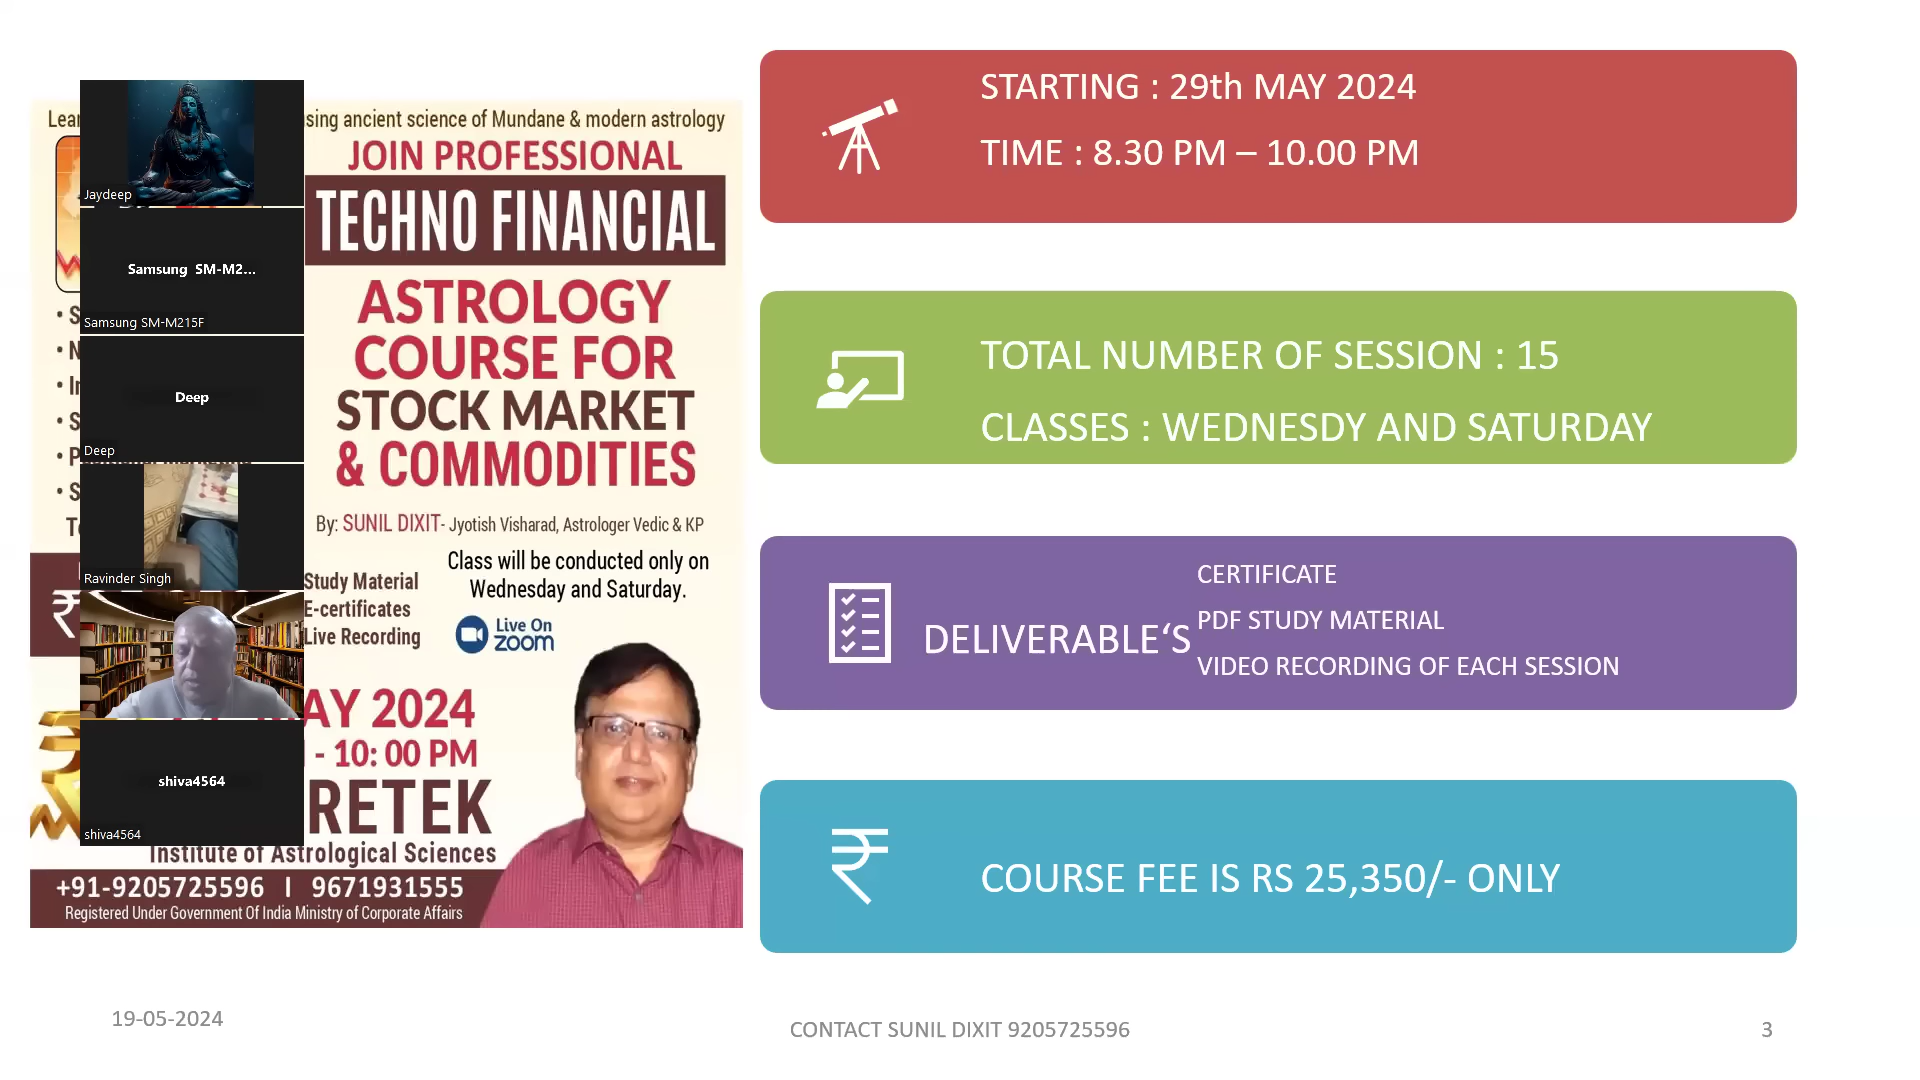 Lear
sing ancient science of Mundane & modern astrology
JOIN PROFESSIONAL
TECHNO FINANCIAL
ASTROLOGY
COURSE FOR
STOCK MARKET
& COMMODITIES
By: SUNIL DIXIT- Jyotish Visharad, Astrologer Vedic & KP
Class will be conducted only on
Wednesday and Saturday.
Study Material
E-certificates
Live Recording
Live On
zoom
AY 2024
- 10: 00 PM
RETEK
Institute of Astrological Sciences
+91-9205725596 I 9671931555
Registered Under Government Of India Ministry of Corporate Affairs
Jaydeep
Samsung SM-M2...
Samsung SM-M215F
Deep
Deep
Ravinder Singh
shiva4564
shiva4564
STARTING : 29th MAY 2024
TIME : 8.30 PM – 10.00 PM
TOTAL NUMBER OF SESSION : 15
CLASSES : WEDNESDY AND SATURDAY
DELIVERABLE‘S
CERTIFICATE
PDF STUDY MATERIAL
VIDEO RECORDING OF EACH SESSION
₹
COURSE FEE IS RS 25,350/- ONLY
19-05-2024
CONTACT SUNIL DIXIT 9205725596
3